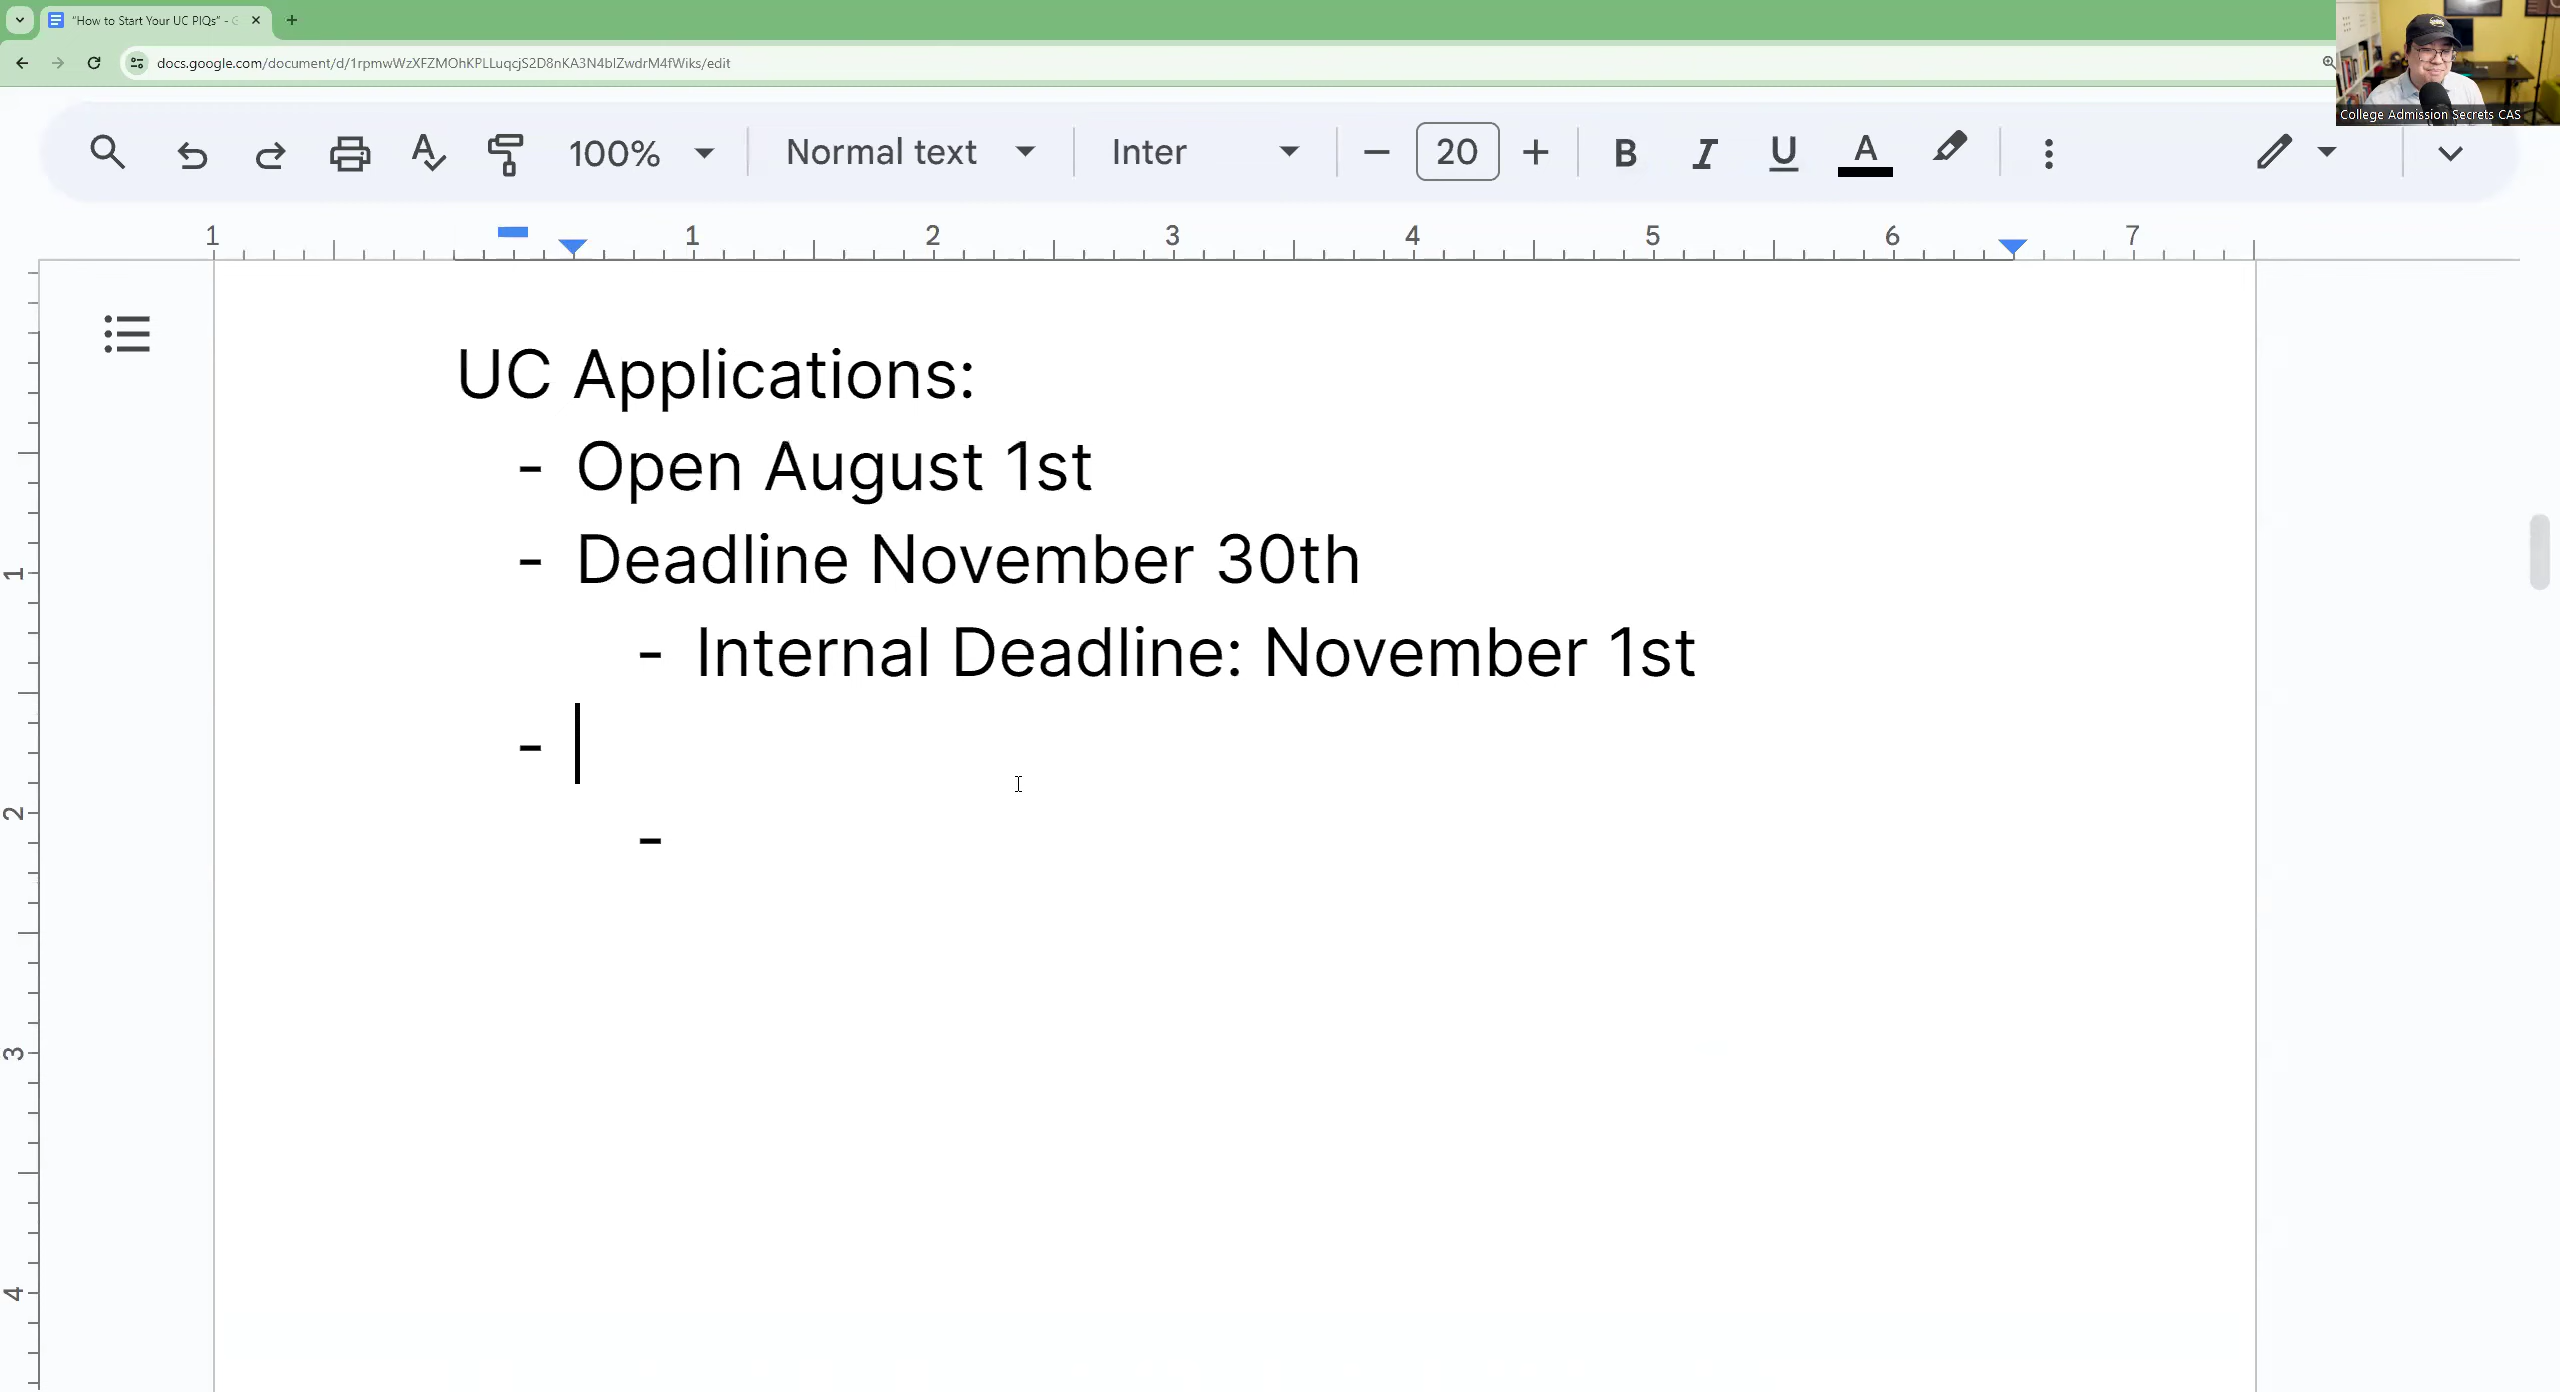 "How to Start Your UC PIQs" - G
docs.google.com/document/d/1rpmwWzXFZMOhKPLLuqcjS2D8nKA3N4blZwdrM4fWiks/edit
College Admission Secrets CAS
100% Normal text Inter - 20 + B I U A
1 1 2 3 4 5 6 7
UC Applications:
- Open August 1st
- Deadline November 30th
- Internal Deadline: November 1st
-
-
1
2
3
4